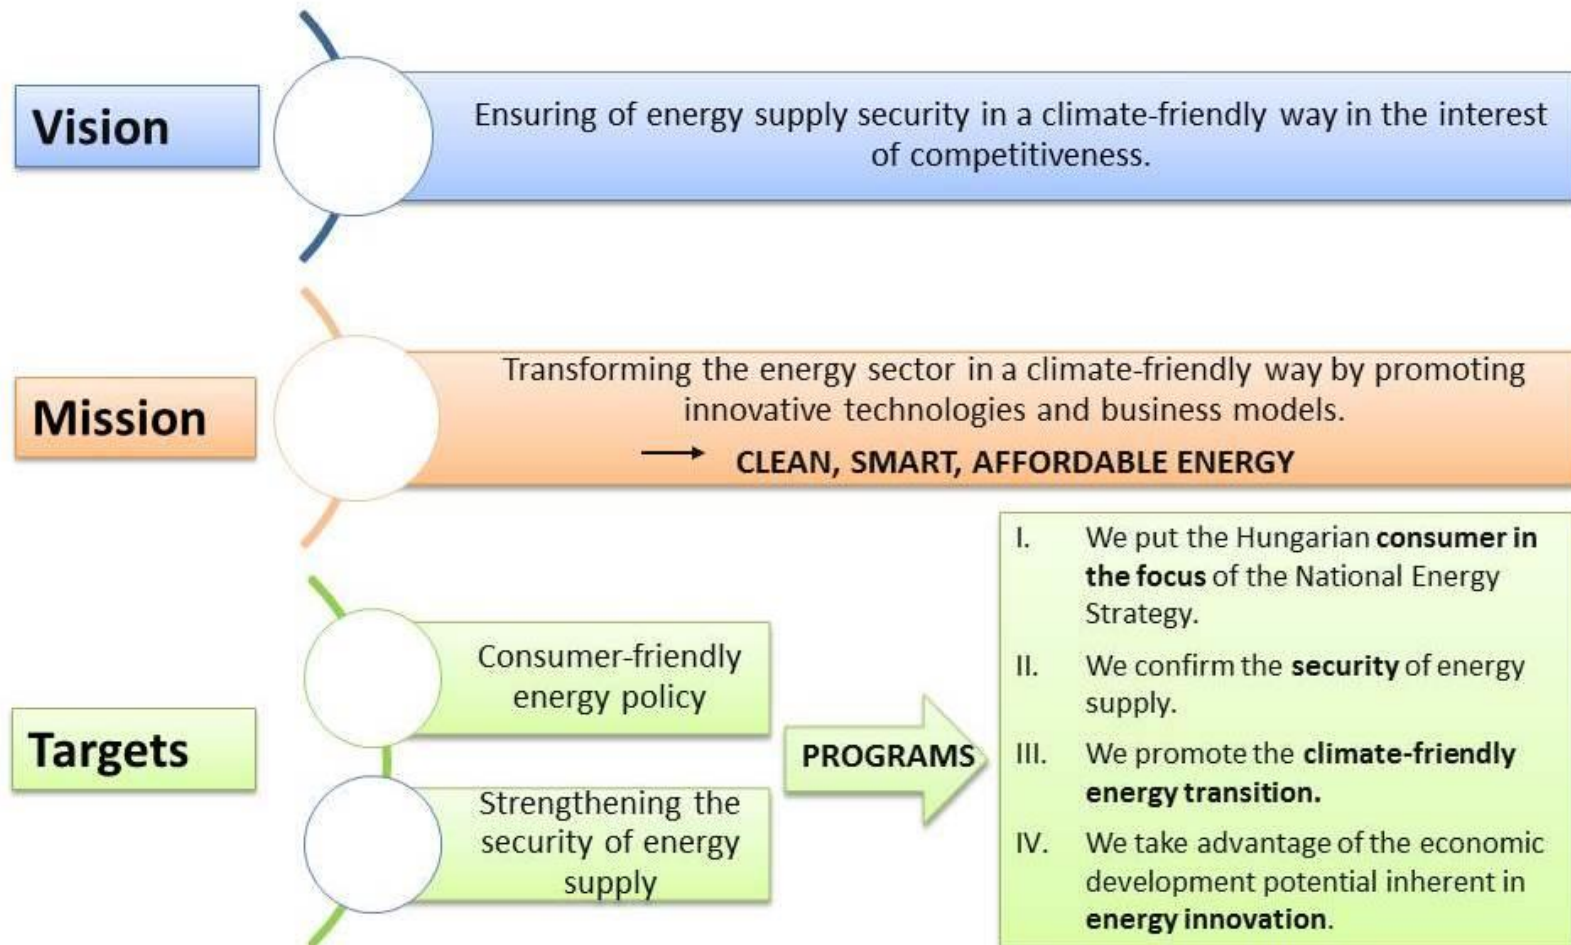 Vision
Ensuring of energy supply security in a climate-friendly way in the interest
of competitiveness.
Mission
Transforming the energy sector in a climate-friendly way by promoting
innovative technologies and business models.
CLEAN, SMART, AFFORDABLE ENERGY
Targets
Consumer-friendly
energy policy
Strengthening the
security of energy
supply
PROGRAMS
I. We put the Hungarian consumer in
the focus of the National Energy
Strategy.
II. We confirm the security of energy
supply.
III. We promote the climate-friendly
energy transition.
IV. We take advantage of the economic
development potential inherent in
energy innovation.